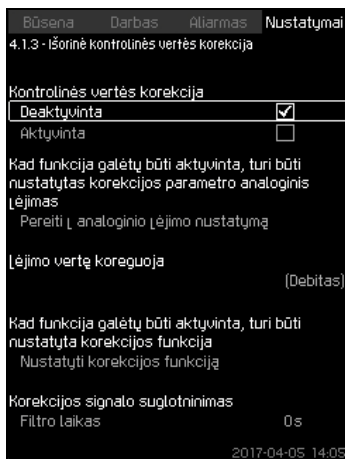 Būsena Darbas Aliarmas Nustatymai
4.1.3 - Išorinė kontrolinės vertės korekcija
Kontrolinės vertės korekcija
Deaktyvinta
Aktyvinta
Kad funkcija galėtų būti aktyvinta, turi būti
nustatytas korekcijos parametro analoginis
įėjimas
Pereiti į analoginio įėjimo nustatymą
Įėjimo vertę koreguoja
(Debitas)
Kad funkcija galėtų būti aktyvinta, turi būti
nustatyta korekcijos funkcija
Nustatyti korekcijos funkciją
Korekcijos signalo suglotninimas
Filtro laikas 0s
2017-04-05 14:05